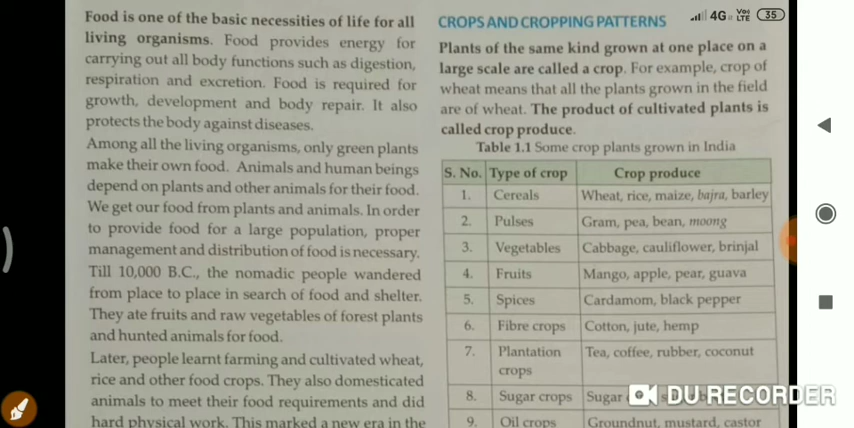 Food is one of the basic necessities of life for all
living organisms. Food provides energy for
carrying out all body functions such as digestion,
respiration and excretion. Food is required for
growth, development and body repair. It also
protects the body against diseases.
Among all the living organisms, only green plants
make their own food. Animals and human beings
depend on plants and other animals for their food.
We get our food from plants and animals. In order
to provide food for a large population, proper
management and distribution of food is necessary.
Till 10,000 B.C., the nomadic people wandered
from place to place in search of food and shelter.
They ate fruits and raw vegetables of forest plants
and hunted animals for food.
Later, people learnt farming and cultivated wheat,
rice and other food crops. They also domesticated
animals to meet their food requirements and did
hard physical work. This marked a new era in the
CROPS AND CROPPING PATTERNS
4G VoLTE 35
Plants of the same kind grown at one place on a
large scale are called a crop. For example, crop of
wheat means that all the plants grown in the field
are of wheat. The product of cultivated plants is
called crop produce.
Table 1.1 Some crop plants grown in India
S. No. Type of crop Crop produce
1. Cereals Wheat, rice, maize, bajra, barley
2. Pulses Gram, pea, bean, moong
3. Vegetables Cabbage, cauliflower, brinjal
4. Fruits Mango, apple, pear, guava
5. Spices Cardamom, black pepper
6. Fibre crops Cotton, jute, hemp
7. Plantation Tea, coffee, rubber, coconut
crops
8. Sugar crops Sugar
9. Oil crops Groundnut, mustard, castor
DU RECORDER